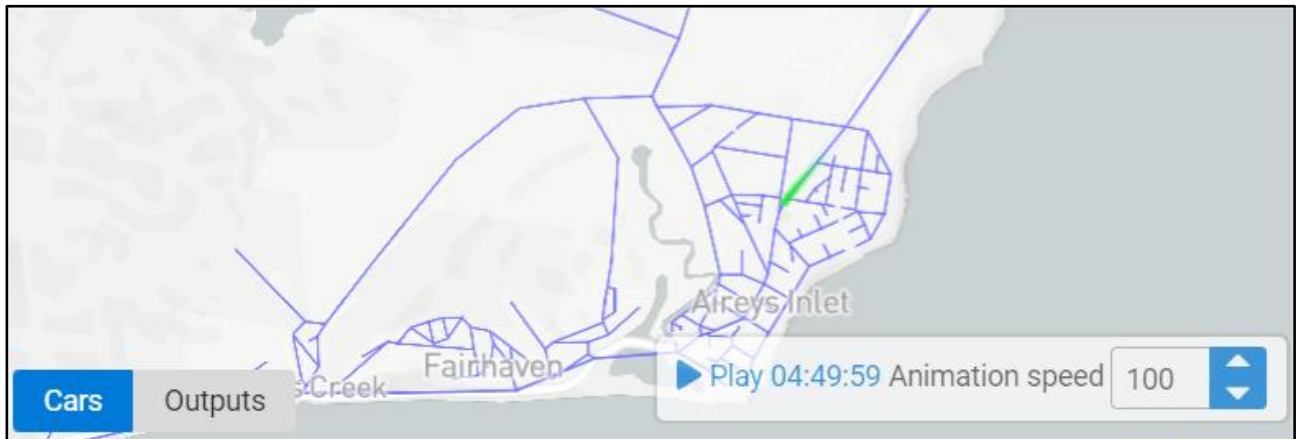 Aireys Inlet
Fairhaven
s Creek
Play 04:49:59 Animation speed 100
Cars Outputs